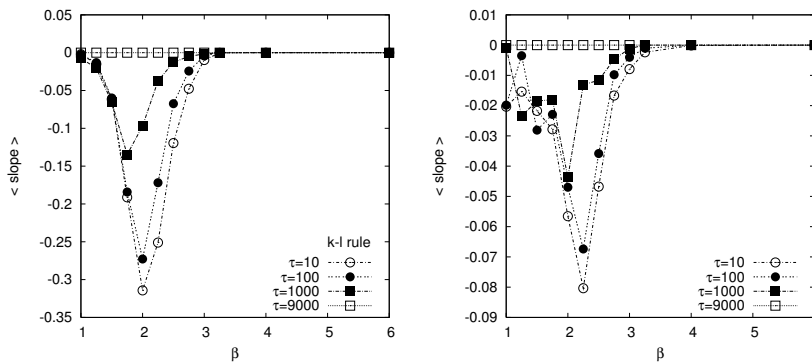 0.05
0
-0.05
-0.1
-0.15
-0.2
-0.25
-0.3
-0.35
< slope >
1 2 3 4 5 6
β
k-l rule
τ=10
τ=100
τ=1000
τ=9000
0.01
0
-0.01
-0.02
-0.03
-0.04
-0.05
-0.06
-0.07
-0.08
-0.09
< slope >
1 2 3 4 5
β
τ=10
τ=100
τ=1000
τ=9000